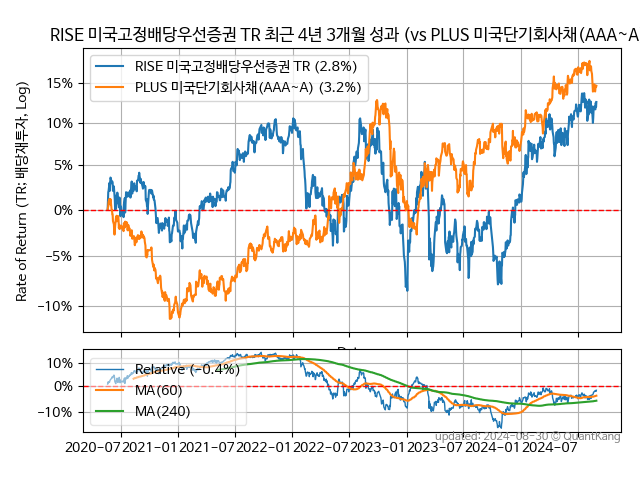 RISE 미국고정배당우선증권 TR 최근 4년 3개월 성과 (vs PLUS 미국단기회사채(AAA~A
RISE 미국고정배당우선증권 TR (2.8%)
PLUS 미국단기회사채(AAA~A) (3.2%)
Rate of Return (TR: 배당재투자, Log)
15%
10%
5%
0%
−5%
−10%
Relative (−0.4%)
MA(60)
MA(240)
10%
0%
−10%
updated: 2024-08-30 © QuantKang
2020-07 2021-01 2021-07 2022-01 2022-07 2023-01 2023-07 2024-01 2024-07